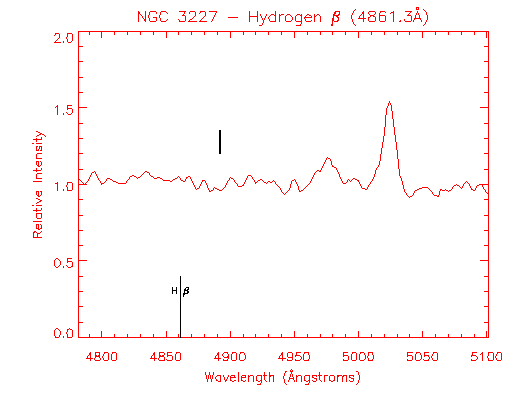 NGC 3227 – Hydrogen β (4861.3Å)
2.0
1.5
1.0
0.5
0.0
Relative Intensity
H β
4800 4850 4900 4950 5000 5050 5100
Wavelength (Ångstroms)